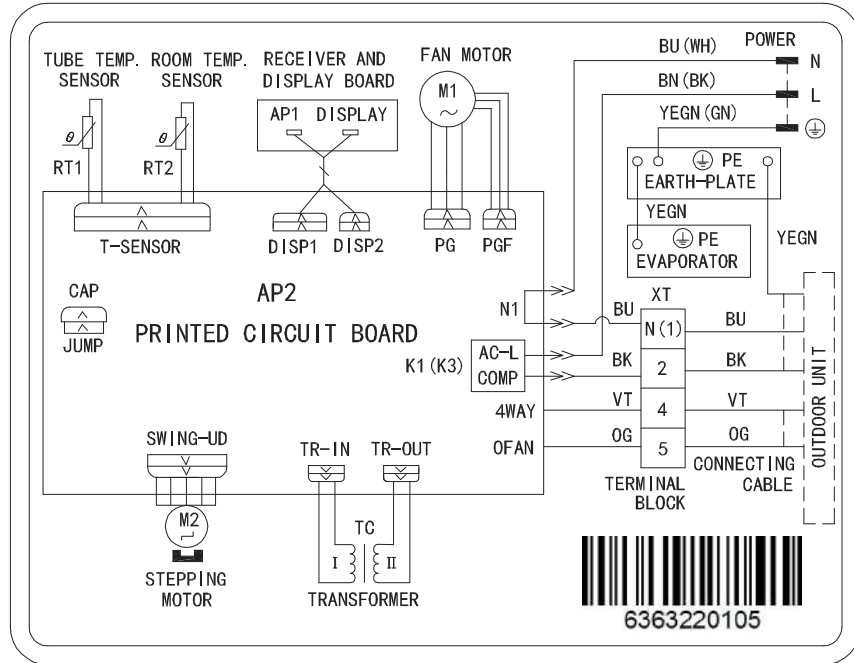 TUBE TEMP. SENSOR
ROOM TEMP. SENSOR
RECEIVER AND DISPLAY BOARD
FAN MOTOR
BU(WH)
POWER
N
BN(BK)
L
YEGN(GN)
AP1 DISPLAY
M1
~
θ
RT1
θ
RT2
PE
EARTH-PLATE
YEGN
PE
EVAPORATOR
YEGN
T-SENSOR
DISP1
DISP2
PG
PGF
CAP
JUMP
AP2
PRINTED CIRCUIT BOARD
N1
BU
XT
N(1)
BU
K1(K3)
AC-L
COMP
BK
2
BK
4WAY
VT
4
VT
OFAN
OG
5
OG
OUTDOOR UNIT
TERMINAL BLOCK
CONNECTING CABLE
SWING-UD
M2
STEPPING MOTOR
TR-IN
TR-OUT
TC
I
II
TRANSFORMER
6363220105